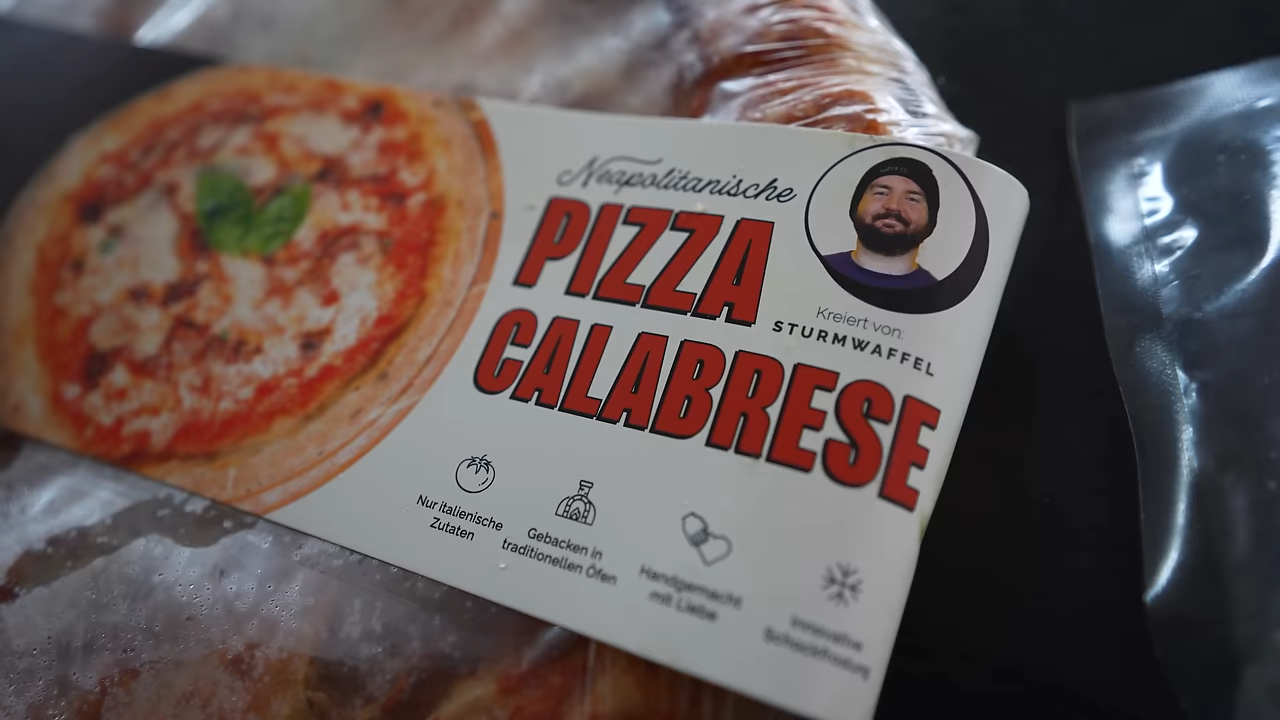 Neapolitanische
PIZZA
CALABRESE
Kreiert von:
STURMWAFFEL
Nur italienische
Zutaten
Gebacken in
traditionellen Öfen
Handgemacht
mit Liebe
Innovative
Schockfrostung